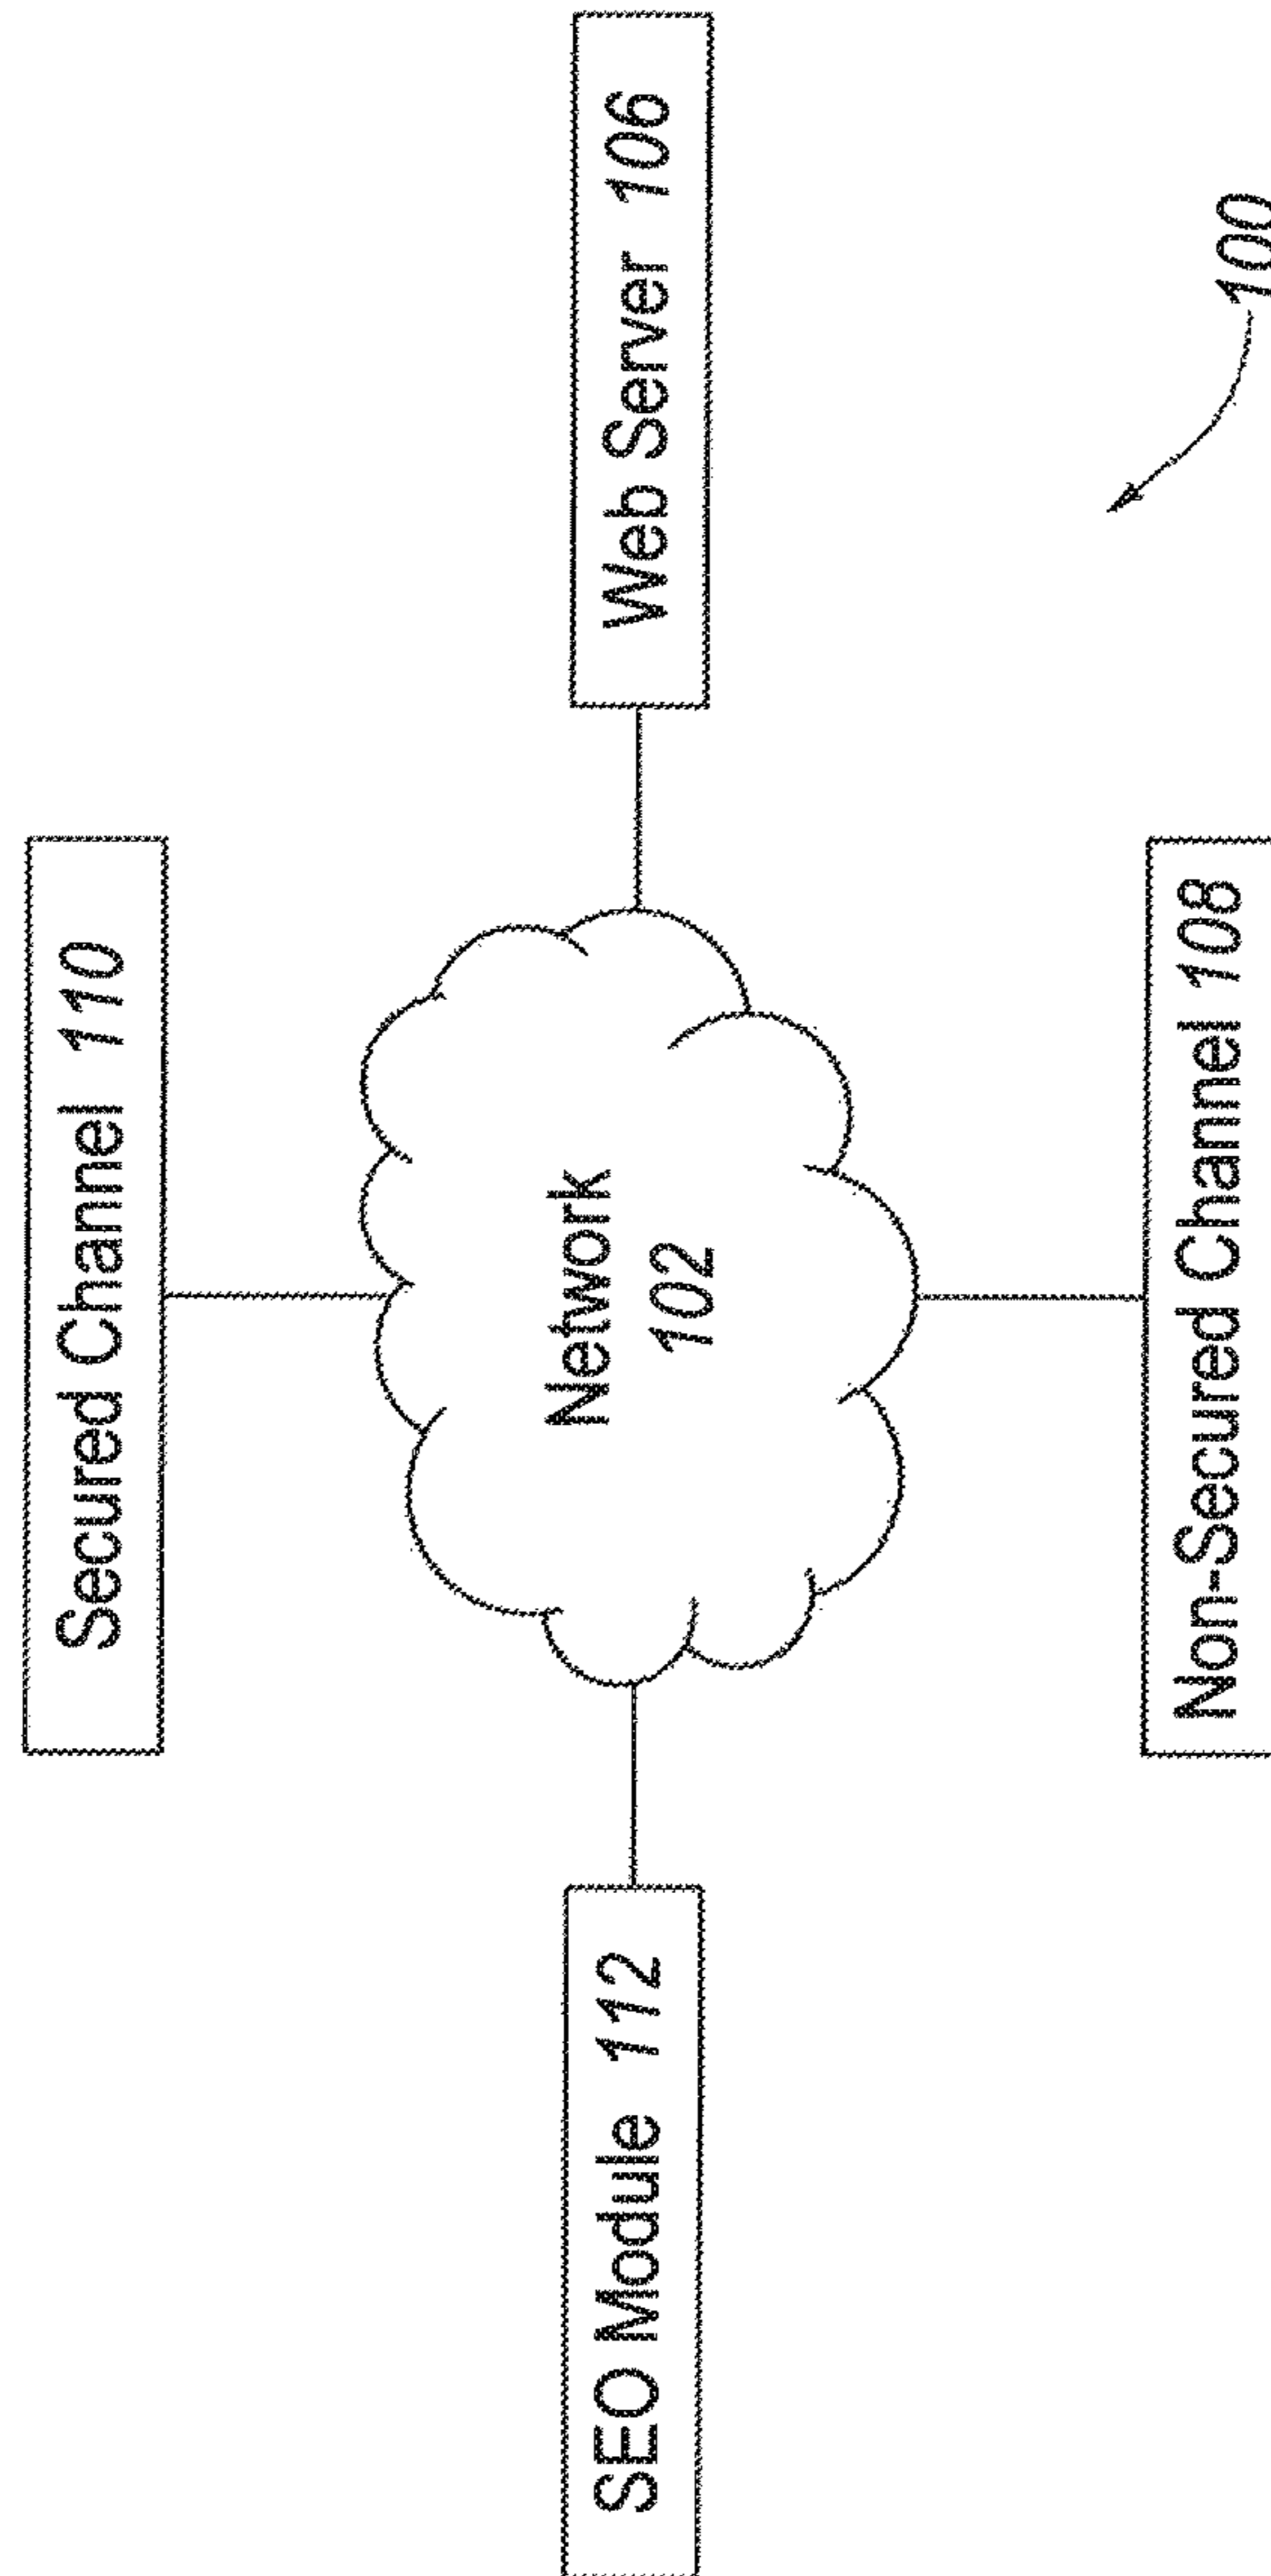 Secured Channel 110
SEO Module 112
Network
102
Web Server 106
Non-Secured Channel 108
100